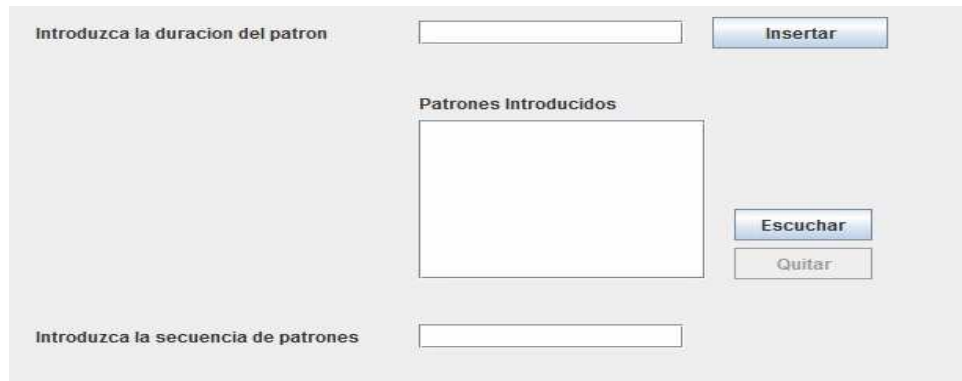 Introduzca la duracion del patron
Insertar
Patrones Introducidos
Escuchar
Quitar
Introduzca la secuencia de patrones